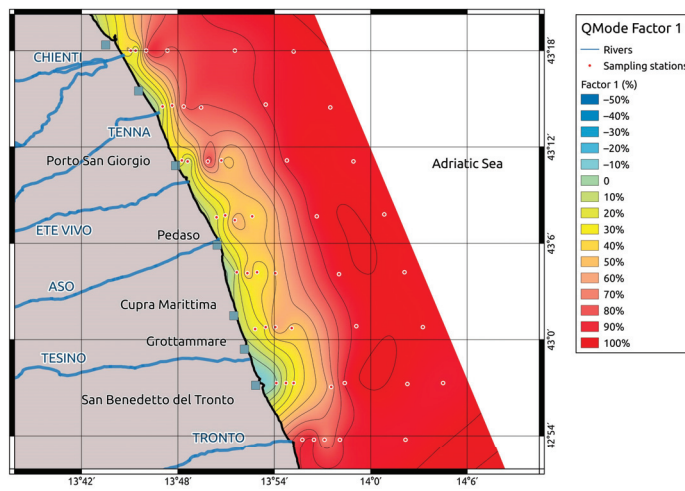 CHIENTI
TENNA
Porto San Giorgio
ETE VIVO
Pedaso
ASO
Cupra Marittima
Grottammare
TESINO
San Benedetto del Tronto
TRONTO
Adriatic Sea
43°18'
43°12'
43°6'
43°0'
12°54'
13°42'
13°48'
13°54'
14°0'
14°6'
QMode Factor 1
Rivers
Sampling stations
Factor 1 (%)
–50%
–40%
–30%
–20%
–10%
0
10%
20%
30%
40%
50%
60%
70%
80%
90%
100%